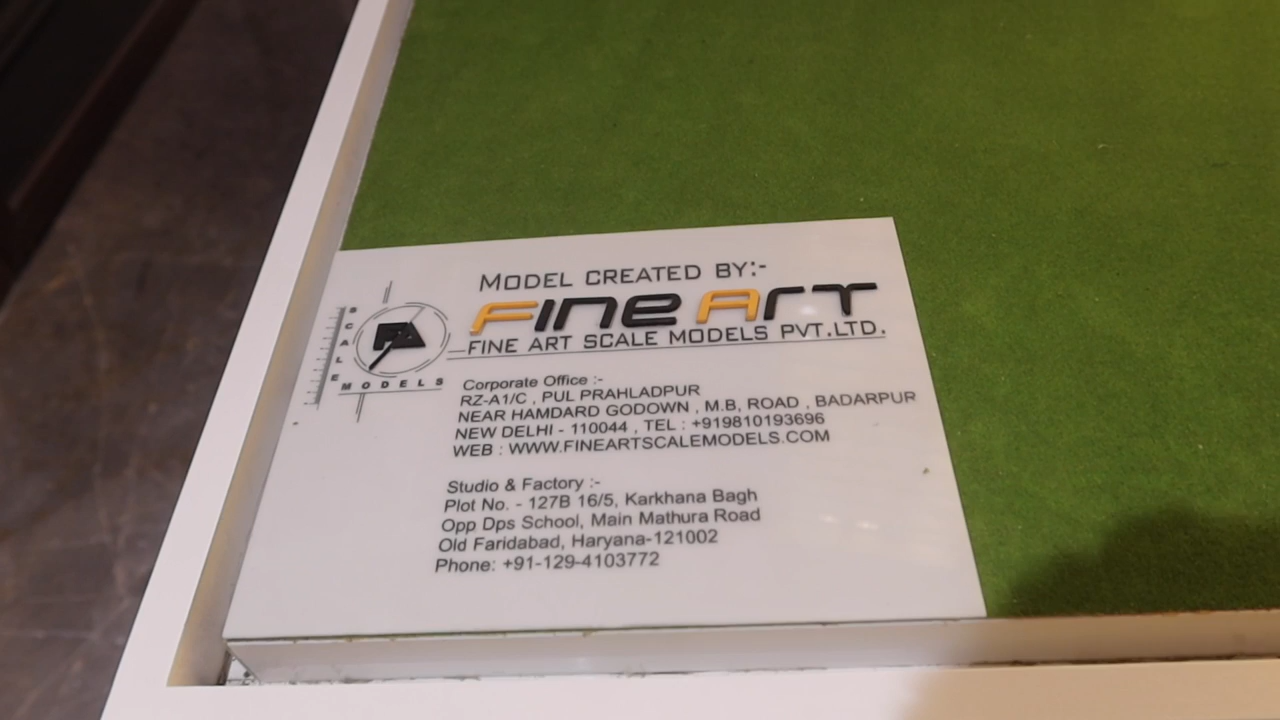 MODEL CREATED BY:-
FINE ART
FINE ART SCALE MODELS PVT.LTD.
FA
SCALE
MODELS
Corporate Office :-
RZ-A1/C , PUL PRAHLADPUR
NEAR HAMDARD GODOWN , M.B, ROAD , BADARPUR
NEW DELHI - 110044 , TEL : +919810193696
WEB : WWW.FINEARTSCALEMODELS.COM
Studio & Factory :-
Plot No. - 127B 16/5, Karkhana Bagh
Opp Dps School, Main Mathura Road
Old Faridabad, Haryana-121002
Phone: +91-129-4103772